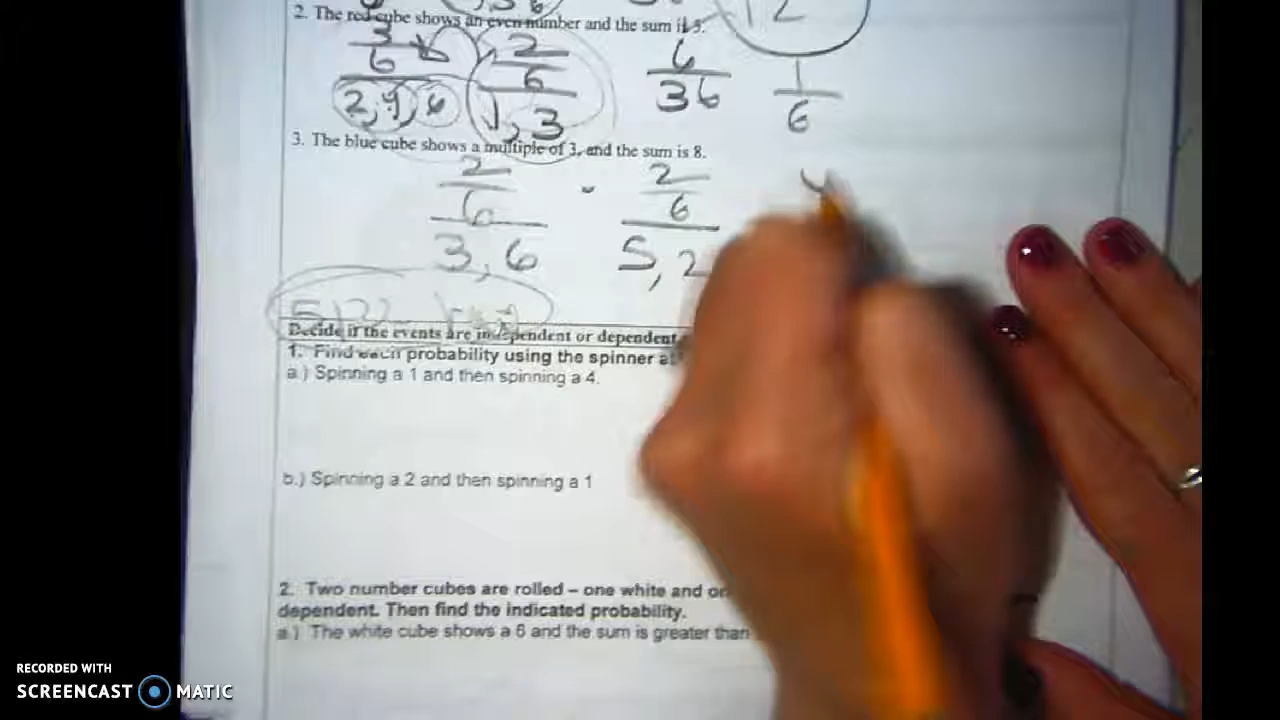 12
2. The red cube shows an even number and the sum is 5.
3/6 2/6 6/36 1/6
2, 4, 6 1, 3
3. The blue cube shows a multiple of 3, and the sum is 8.
2/6 · 2/6
3, 6 5, 2
Decide if the events are independent or dependent
1. Find each probability using the spinner at
a.) Spinning a 1 and then spinning a 4.
b.) Spinning a 2 and then spinning a 1
2. Two number cubes are rolled – one white and
dependent. Then find the indicated probability.
a.) The white cube shows a 6 and the sum is greater than
RECORDED WITH
SCREENCAST MATIC